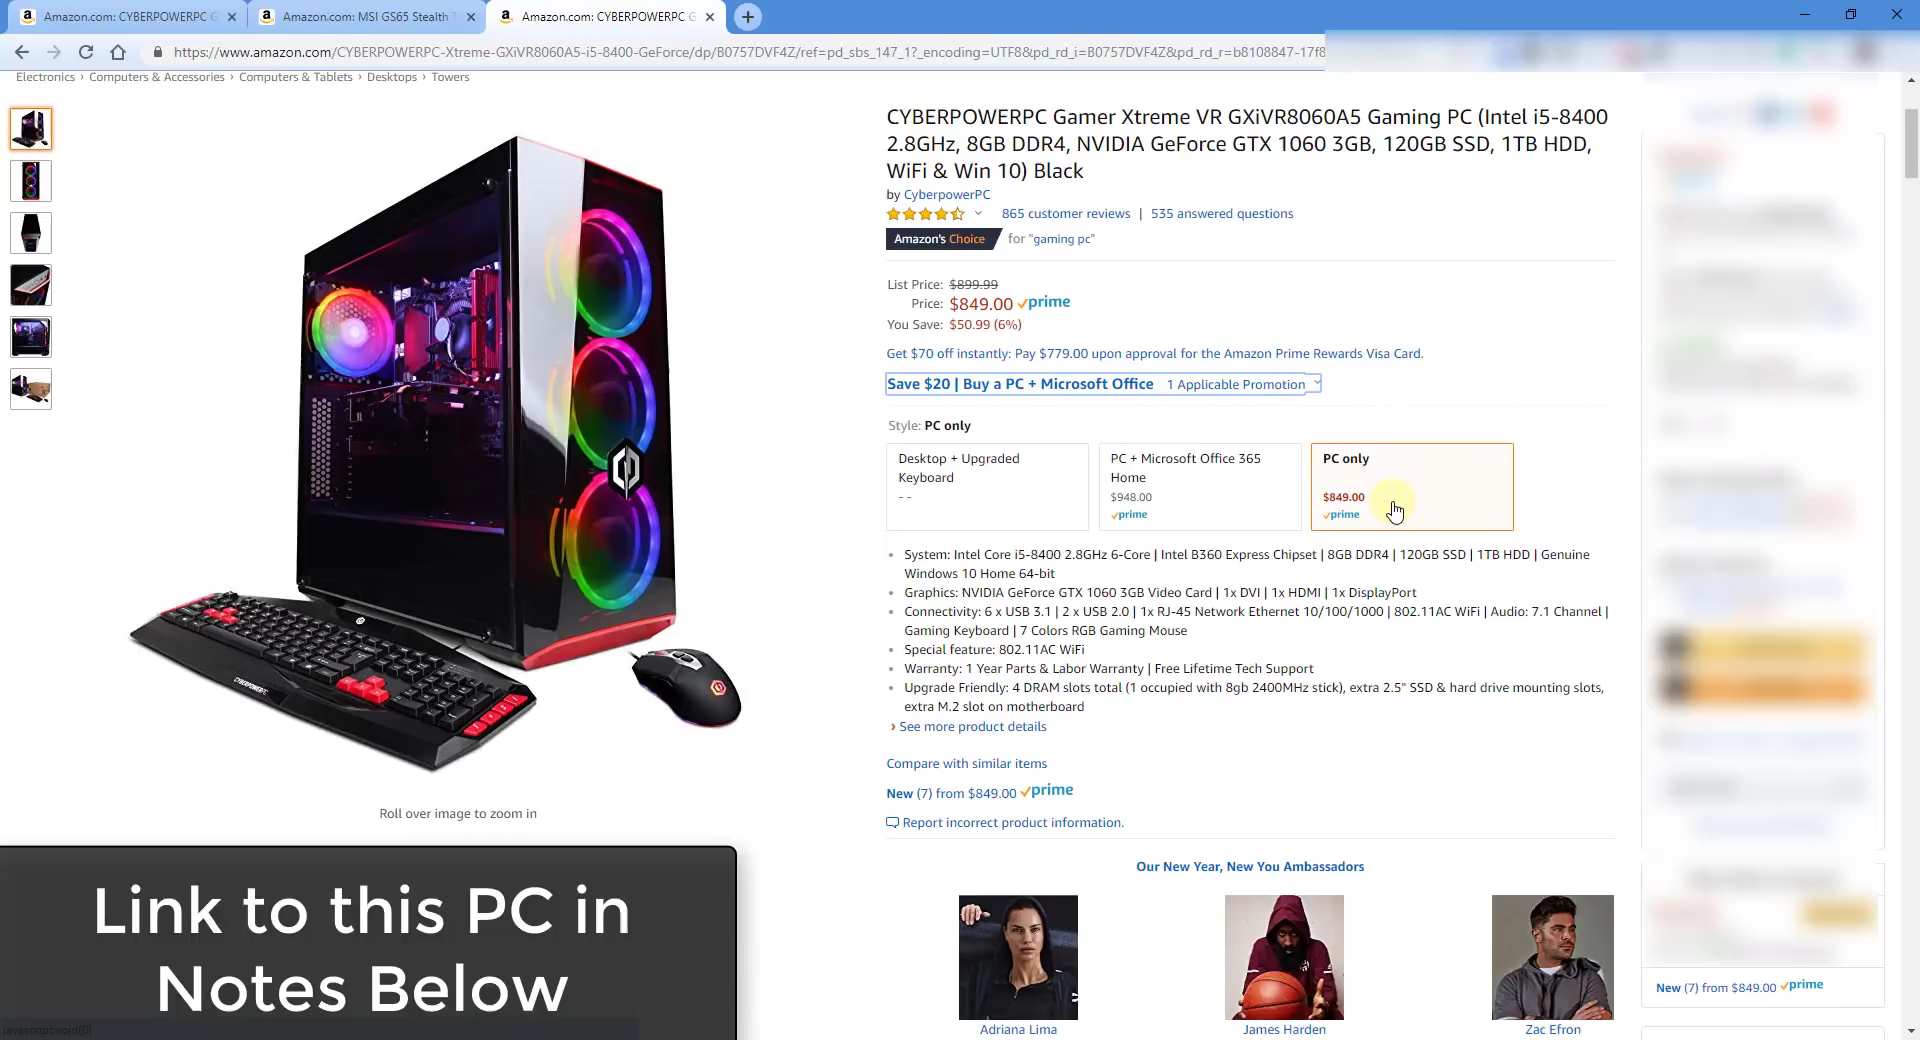 Amazon.com: CYBERPOWERPC G
Amazon.com: MSI GS65 Stealth T
Amazon.com: CYBERPOWERPC G
https://www.amazon.com/CYBERPOWERPC-Xtreme-GXiVR8060A5-i5-8400-GeForce/dp/B0757DVF4Z/ref=pd_sbs_147_1?_encoding=UTF8&pd_rd_i=B0757DVF4Z&pd_rd_r=b8108847-17f8
Electronics › Computers & Accessories › Computers & Tablets › Desktops › Towers
CYBERPOWERPC Gamer Xtreme VR GXiVR8060A5 Gaming PC (Intel i5-8400
2.8GHz, 8GB DDR4, NVIDIA GeForce GTX 1060 3GB, 120GB SSD, 1TB HDD,
WiFi & Win 10) Black
by CyberpowerPC
865 customer reviews | 535 answered questions
Amazon's Choice for "gaming pc"
List Price: $899.99
Price: $849.00 prime
You Save: $50.99 (6%)
Get $70 off instantly: Pay $779.00 upon approval for the Amazon Prime Rewards Visa Card.
Save $20 | Buy a PC + Microsoft Office 1 Applicable Promotion
Style: PC only
Desktop + Upgraded
Keyboard
- -
PC + Microsoft Office 365
Home
$948.00
prime
PC only
$849.00
prime
• System: Intel Core i5-8400 2.8GHz 6-Core | Intel B360 Express Chipset | 8GB DDR4 | 120GB SSD | 1TB HDD | Genuine
Windows 10 Home 64-bit
• Graphics: NVIDIA GeForce GTX 1060 3GB Video Card | 1x DVI | 1x HDMI | 1x DisplayPort
• Connectivity: 6 x USB 3.1 | 2 x USB 2.0 | 1x RJ-45 Network Ethernet 10/100/1000 | 802.11AC WiFi | Audio: 7.1 Channel |
Gaming Keyboard | 7 Colors RGB Gaming Mouse
• Special feature: 802.11AC WiFi
• Warranty: 1 Year Parts & Labor Warranty | Free Lifetime Tech Support
• Upgrade Friendly: 4 DRAM slots total (1 occupied with 8gb 2400MHz stick), extra 2.5" SSD & hard drive mounting slots,
extra M.2 slot on motherboard
› See more product details
Compare with similar items
New (7) from $849.00 prime
Report incorrect product information.
Roll over image to zoom in
CYBERPOWERPC
Our New Year, New You Ambassadors
Adriana Lima
James Harden
Zac Efron
New (7) from $849.00 prime
Link to this PC in
Notes Below
javascript:void(0)